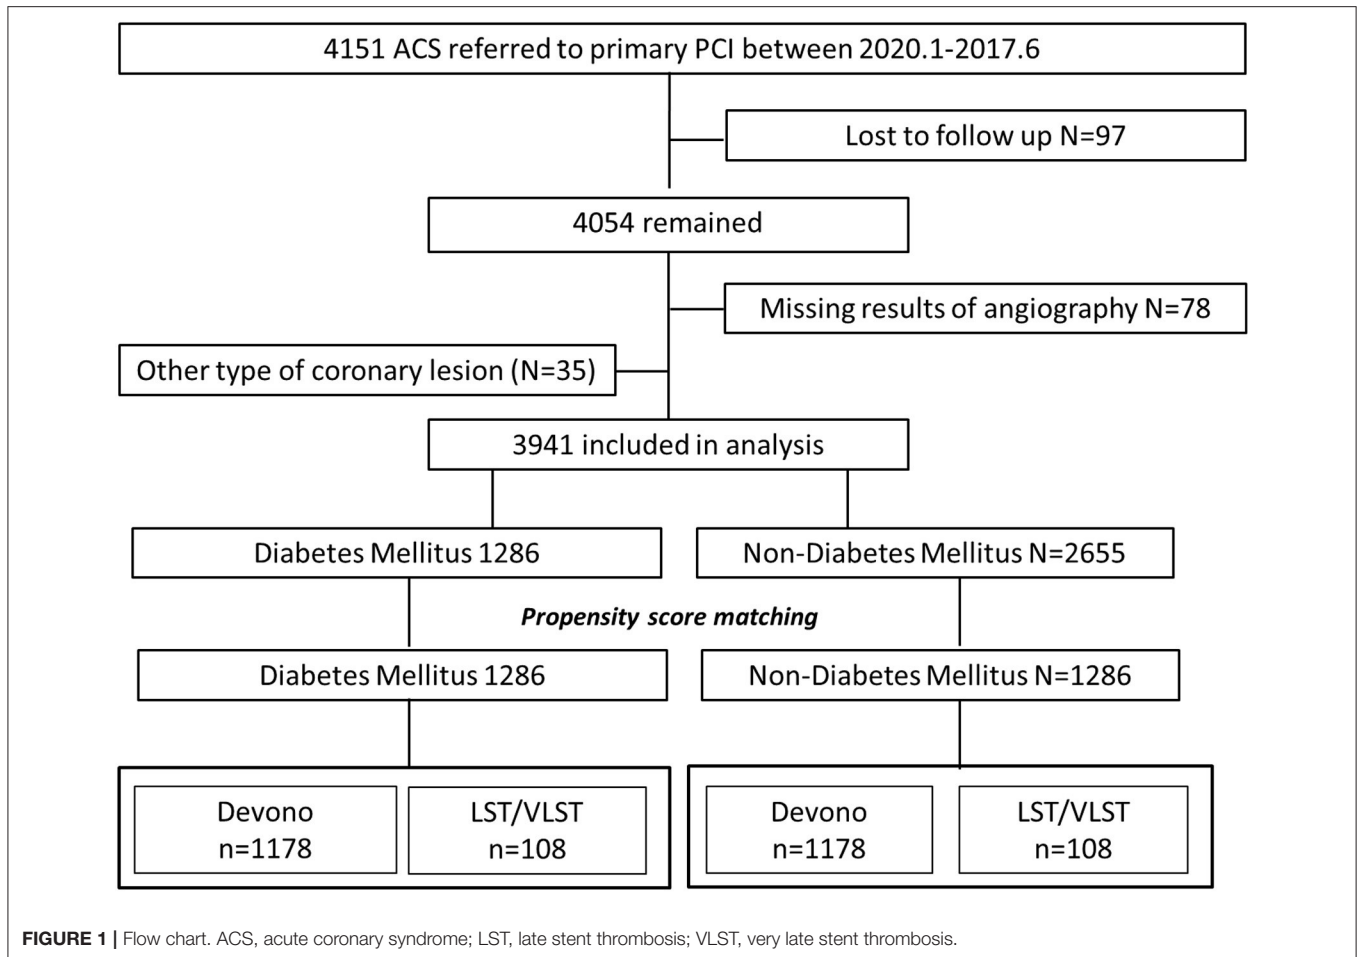 4151 ACS referred to primary PCI between 2020.1-2017.6
Lost to follow up N=97
4054 remained
Missing results of angiography N=78
Other type of coronary lesion (N=35)
3941 included in analysis
Diabetes Mellitus 1286
Non-Diabetes Mellitus N=2655
Propensity score matching
Diabetes Mellitus 1286
Non-Diabetes Mellitus N=1286
Devono
n=1178
LST/VLST
n=108
Devono
n=1178
LST/VLST
n=108
FIGURE 1 | Flow chart. ACS, acute coronary syndrome; LST, late stent thrombosis; VLST, very late stent thrombosis.